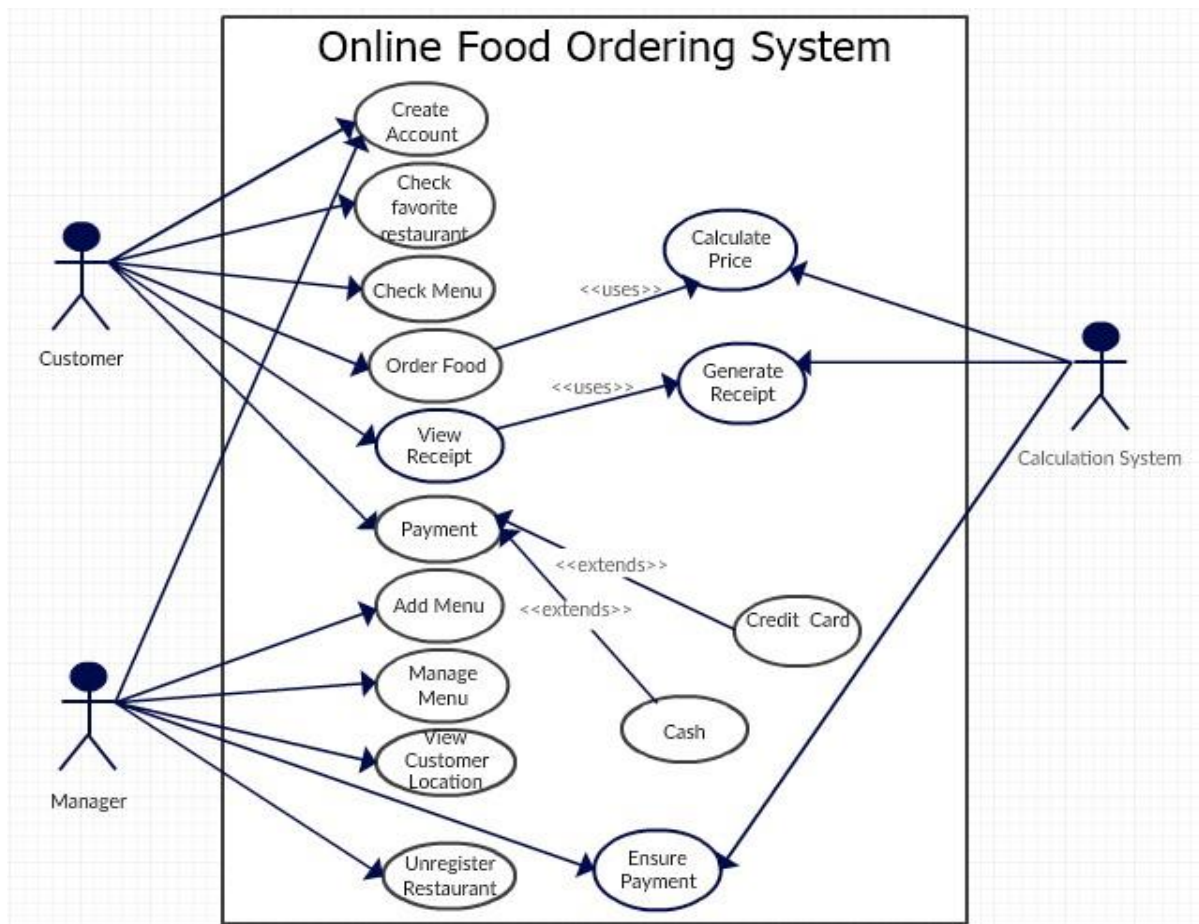 Online Food Ordering System
Create
Account
Check
favorite
restaurant
Check Menu
Order Food
View
Receipt
Payment
Add Menu
Manage
Menu
View
Customer
Location
Unregister
Restaurant
<<uses>>
Calculate
Price
<<uses>>
Generate
Receipt
<<extends>>
<<extends>>
Credit Card
Cash
Ensure
Payment
Customer
Manager
Calculation System